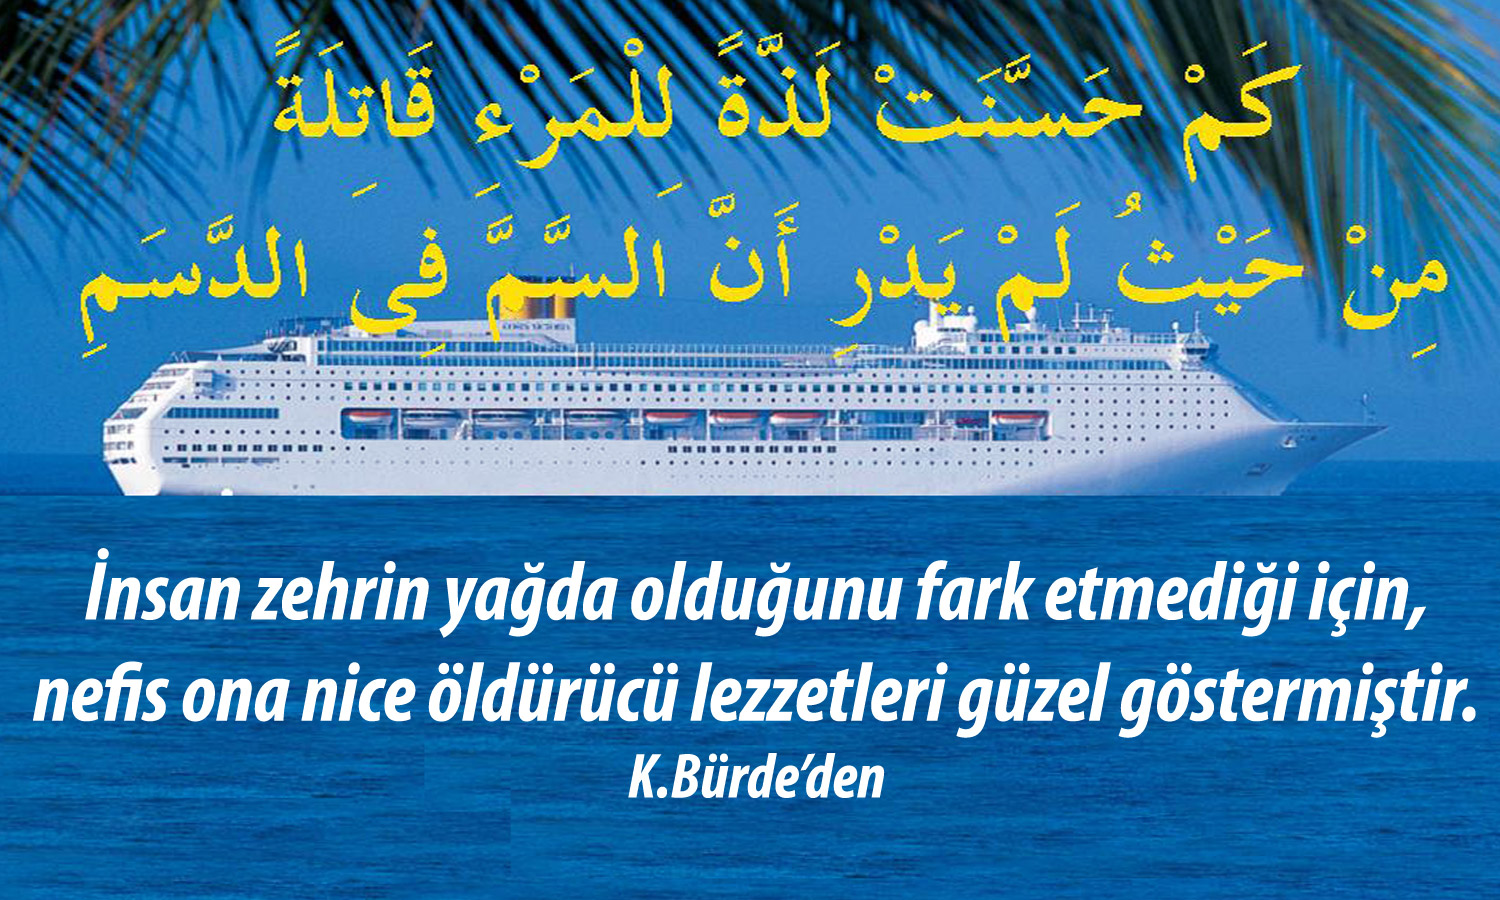 كَمْ حَسَّنَتْ لَذَّةً لِلْمَرْءِ قَاتِلَةً
مِنْ حَيْثُ لَمْ يَدْرِ أَنَّ السَّمَّ فِى الدَّسَمِ
İnsan zehrin yağda olduğunu fark etmediği için,
nefis ona nice öldürücü lezzetleri güzel göstermiştir.
K.Bürde’den